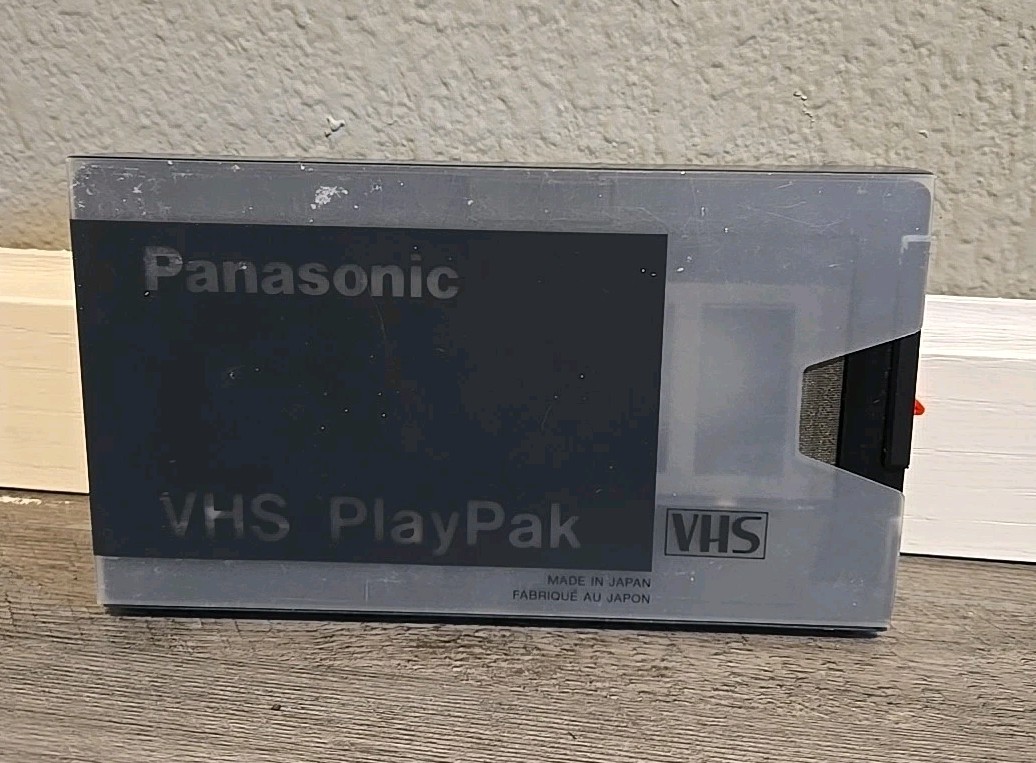 Panasonic
VHS PlayPak
VHS
MADE IN JAPAN
FABRIQUÉ AU JAPON